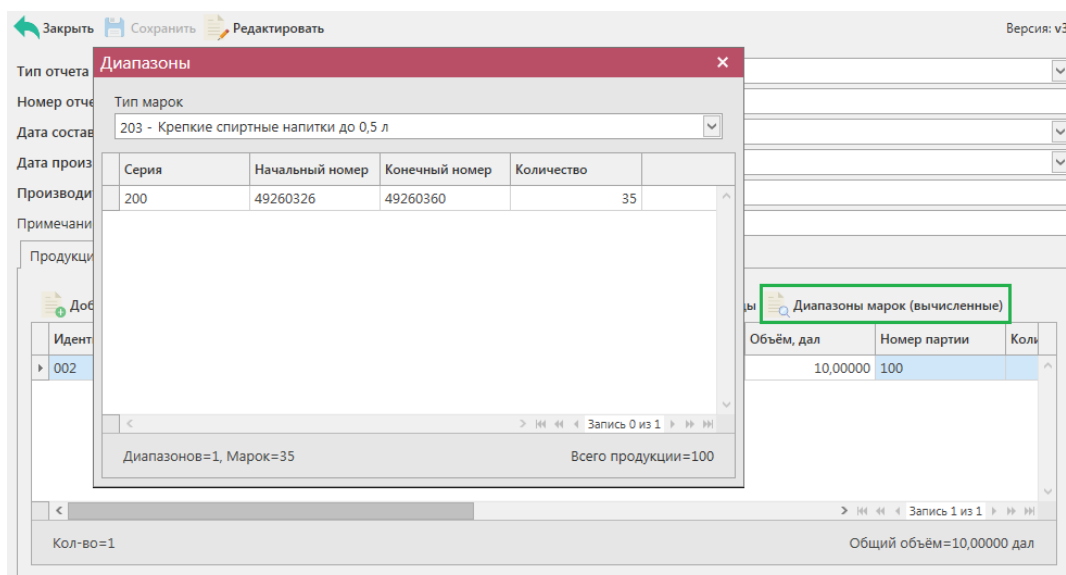 Закрыть Сохранить Редактировать Версия: v3
Тип отчета
Номер отче
Дата состав
Дата произ
Производи
Примечани
Диапазоны
Тип марок
203 - Крепкие спиртные напитки до 0,5 л
Серия Начальный номер Конечный номер Количество
200 49260326 49260360 35
Запись 0 из 1
Диапазонов=1, Марок=35 Всего продукции=100
Продукци
Доб ы Диапазоны марок (вычисленные)
Идент Объём, дал Номер партии Коли
002 10,00000 100
Запись 1 из 1
Кол-во=1 Общий объём=10,00000 дал